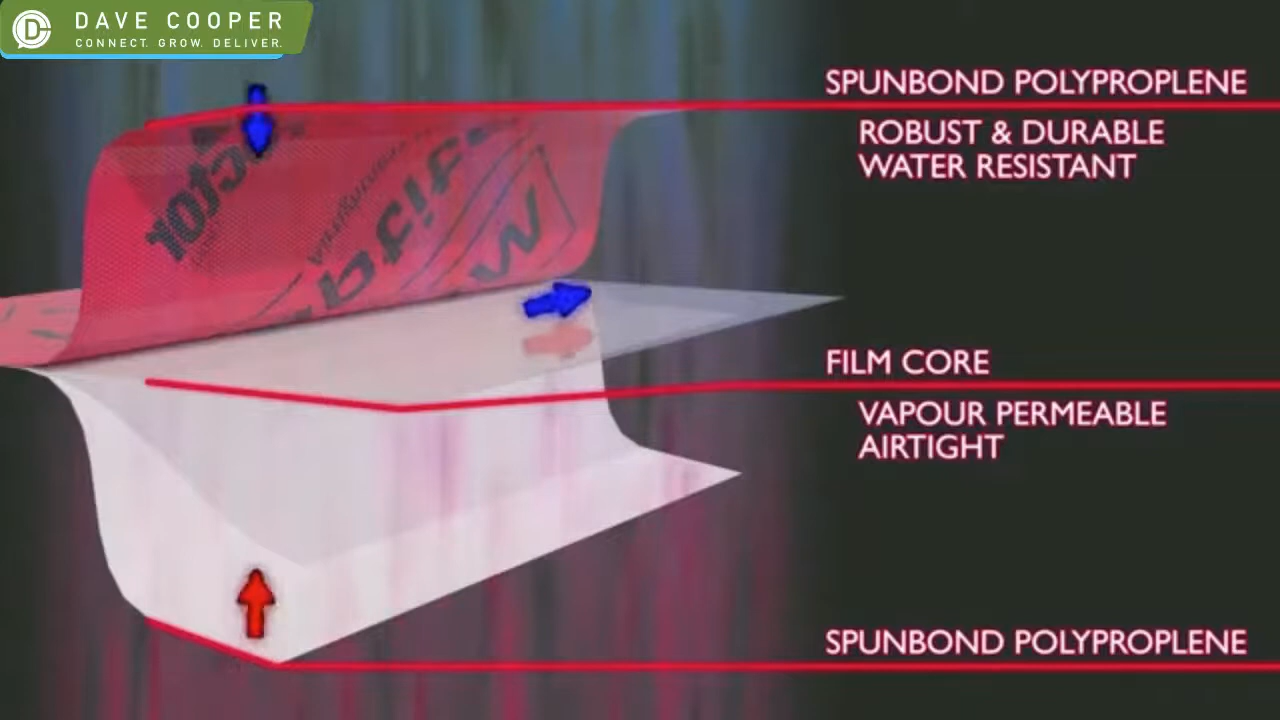 DAVE COOPER
CONNECT. GROW. DELIVER.
SPUNBOND POLYPROPLENE
ROBUST & DURABLE
WATER RESISTANT
FILM CORE
VAPOUR PERMEABLE
AIRTIGHT
SPUNBOND POLYPROPLENE